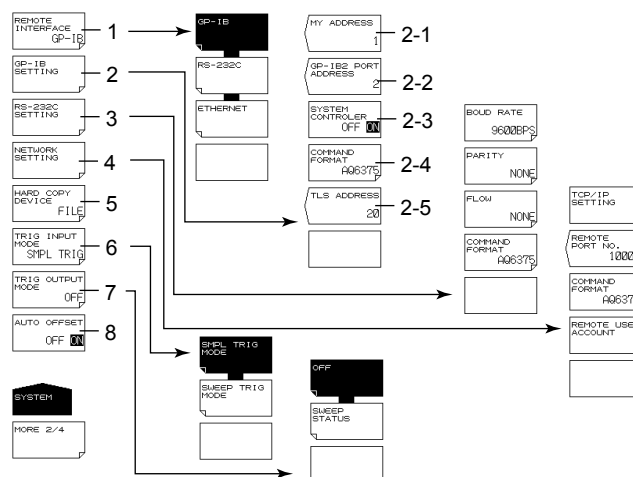 REMOTE
INTERFACE
GP-IB
1
GP-IB
SETTING
2
RS-232C
SETTING
3
NETWORK
SETTING
4
HARD COPY
DEVICE
FILE
5
TRIG INPUT
MODE
SMPL TRIG
6
TRIG OUTPUT
MODE
OFF
7
AUTO OFFSET
OFF ON
8
SYSTEM
MORE 2/4
GP-IB
RS-232C
ETHERNET
MY ADDRESS
1
2-1
GP-IB2 PORT
ADDRESS
2
2-2
SYSTEM
CONTROLER
OFF ON
2-3
COMMAND
FORMAT
AQ6375
2-4
TLS ADDRESS
20
2-5
BOUD RATE
9600BPS
PARITY
NONE
FLOW
NONE
COMMAND
FORMAT
AQ6375
TCP/IP
SETTING
REMOTE
PORT NO.
1000
COMMAND
FORMAT
AQ637
REMOTE USE
ACCOUNT
SMPL TRIG
MODE
SWEEP TRIG
MODE
OFF
SWEEP
STATUS